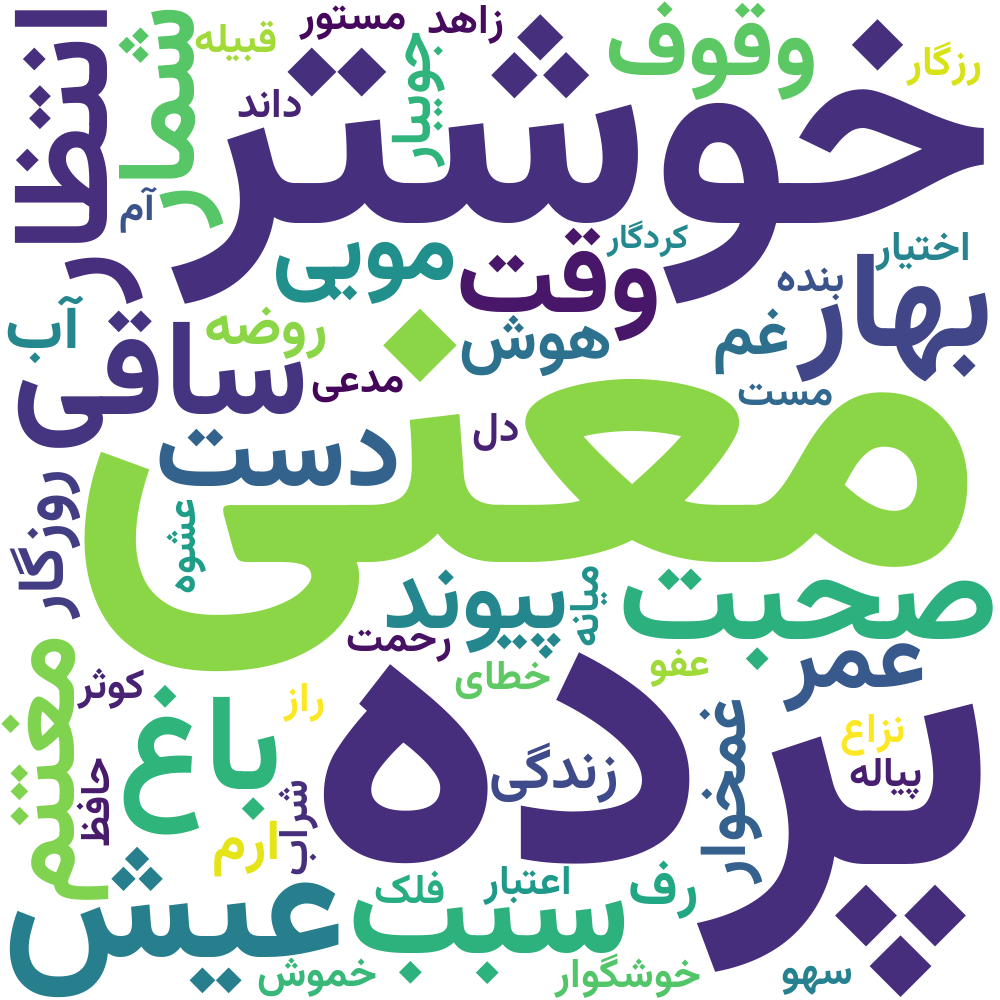 زاهد
مستور
قبیله
شمار
انتظار
وقوف
جویبار
رزگار
داند
خوشتر
آم
کردگار
اختیار
مویی
وقت
بنده
بهار
روضه
آب
هوش
غم
ساقی
مدعی
مست
دل
دست
معنی
روزگار
عشوه
پیوند
میانه
صحبت
رحمت
عمر
عفو
خطای
مغتنم
کوثر
راز
باغ
غمخوار
نزاع
پیاله
زندگی
پرده
حافظ
شراب
ارم
رف
اعتبار
فلک
سبب
عیش
خموش
خوشگوار
سهو